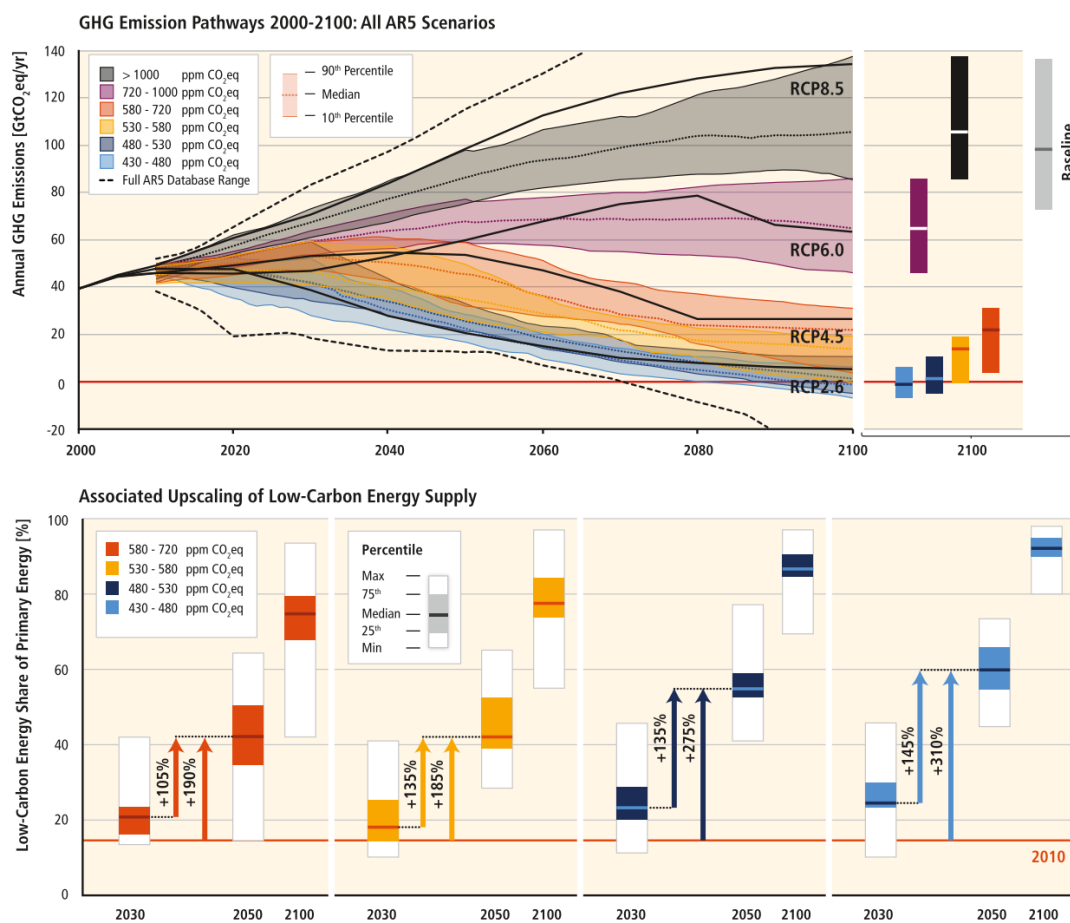 GHG Emission Pathways 2000-2100: All AR5 Scenarios
Annual GHG Emissions [GtCO2eq/yr]
140
120
100
80
60
40
20
0
-20
> 1000 ppm CO2eq
720 - 1000 ppm CO2eq
580 - 720 ppm CO2eq
530 - 580 ppm CO2eq
480 - 530 ppm CO2eq
430 - 480 ppm CO2eq
Full AR5 Database Range
90th Percentile
Median
10th Percentile
RCP8.5
RCP6.0
RCP4.5
RCP2.6
Baseline
2000
2020
2040
2060
2080
2100
2100
Associated Upscaling of Low-Carbon Energy Supply
Low-Carbon Energy Share of Primary Energy [%]
100
80
60
40
20
0
580 - 720 ppm CO2eq
530 - 580 ppm CO2eq
480 - 530 ppm CO2eq
430 - 480 ppm CO2eq
Percentile
Max
75th
Median
25th
Min
+105%
+190%
+135%
+185%
+135%
+275%
+145%
+310%
2010
2030
2050
2100
2030
2050
2100
2030
2050
2100
2030
2050
2100